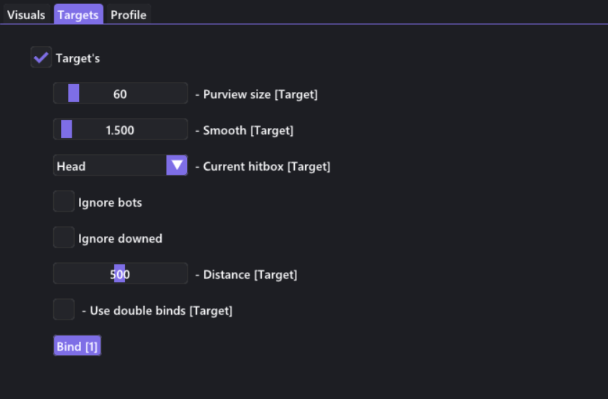 Visuals Targets Profile
Target's
60 - Purview size [Target]
1.500 - Smooth [Target]
Head - Current hitbox [Target]
Ignore bots
Ignore downed
500 - Distance [Target]
- Use double binds [Target]
Bind [1]